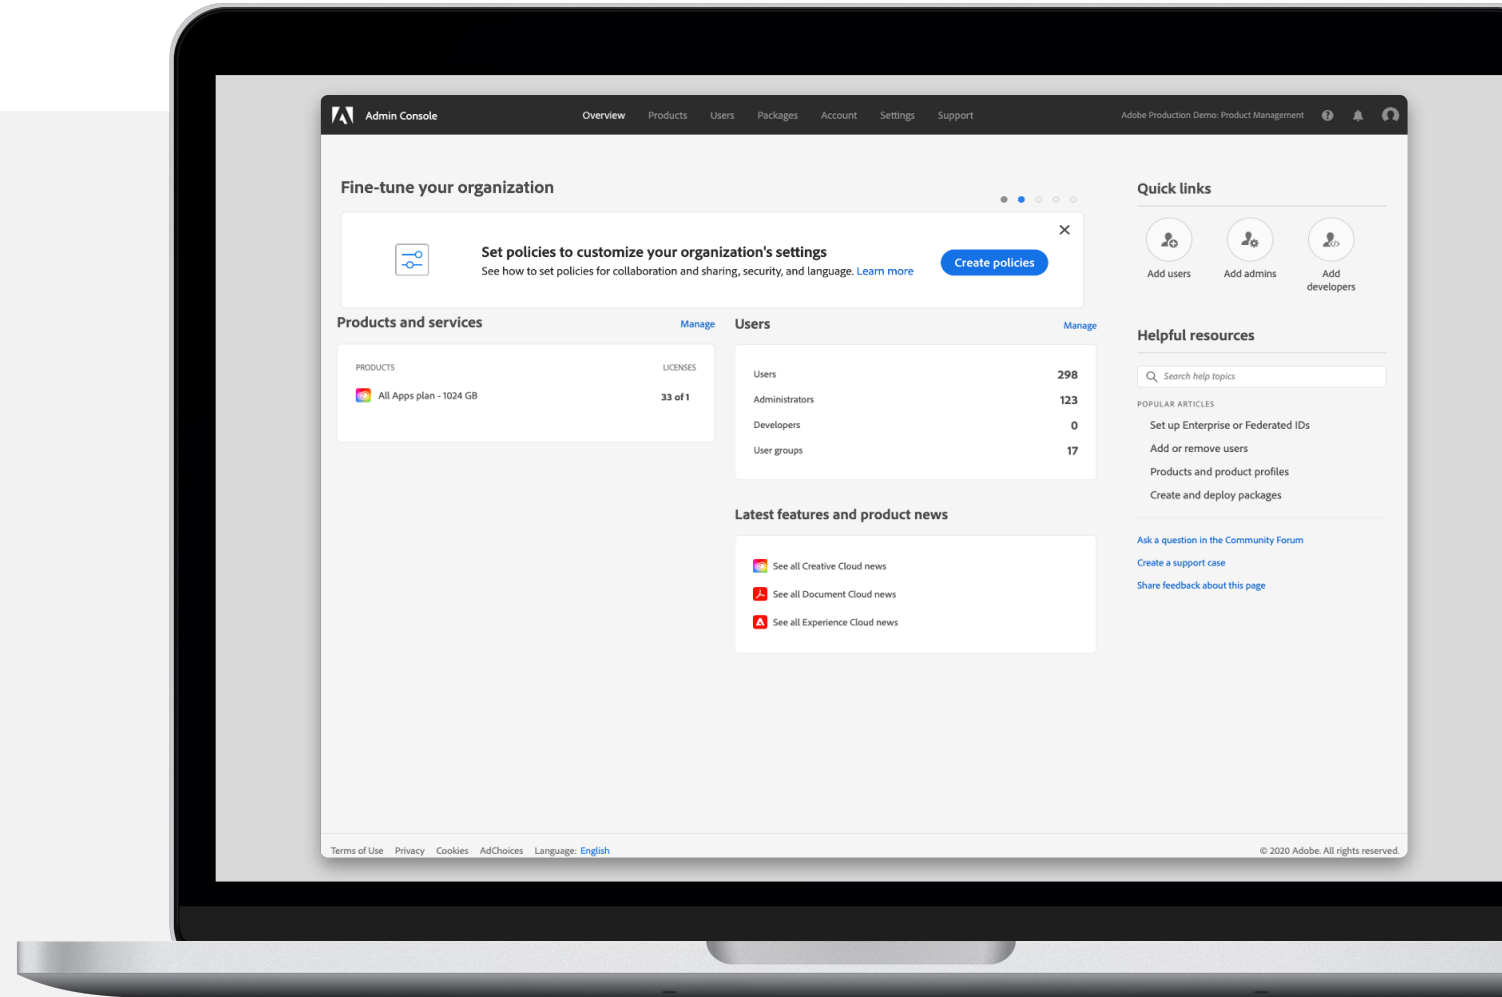 Admin Console
Overview Products Users Packages Account Settings Support
Adobe Production Demo: Product Management
Fine-tune your organization
Set policies to customize your organization's settings
See how to set policies for collaboration and sharing, security, and language. Learn more
Create policies
Products and services
Manage
PRODUCTS LICENSES
All Apps plan - 1024 GB 33 of 1
Users
Manage
Users 298
Administrators 123
Developers 0
User groups 17
Latest features and product news
See all Creative Cloud news
See all Document Cloud news
See all Experience Cloud news
Quick links
Add users
Add admins
Add
developers
Helpful resources
Search help topics
POPULAR ARTICLES
Set up Enterprise or Federated IDs
Add or remove users
Products and product profiles
Create and deploy packages
Ask a question in the Community Forum
Create a support case
Share feedback about this page
Terms of Use Privacy Cookies AdChoices Language: English
© 2020 Adobe. All rights reserved.